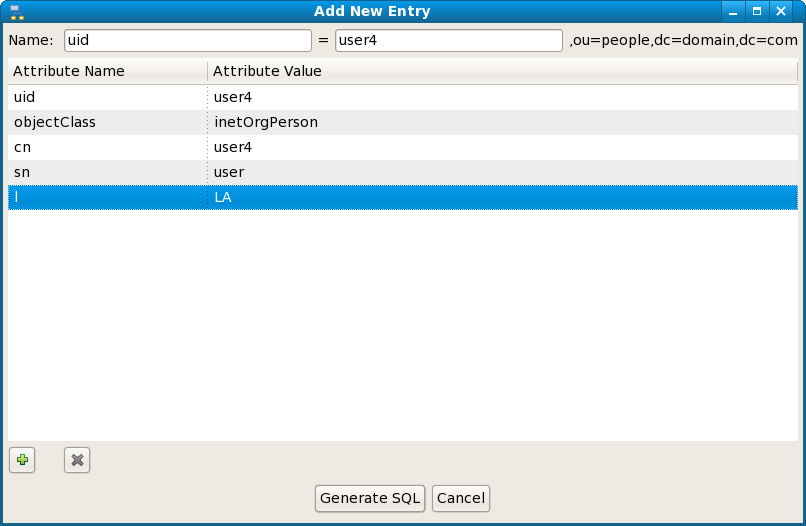 Add New Entry
Name: uid = user4 ,ou=people,dc=domain,dc=com
Attribute Name Attribute Value
uid user4
objectClass inetOrgPerson
cn user4
sn user
l LA
Generate SQL Cancel